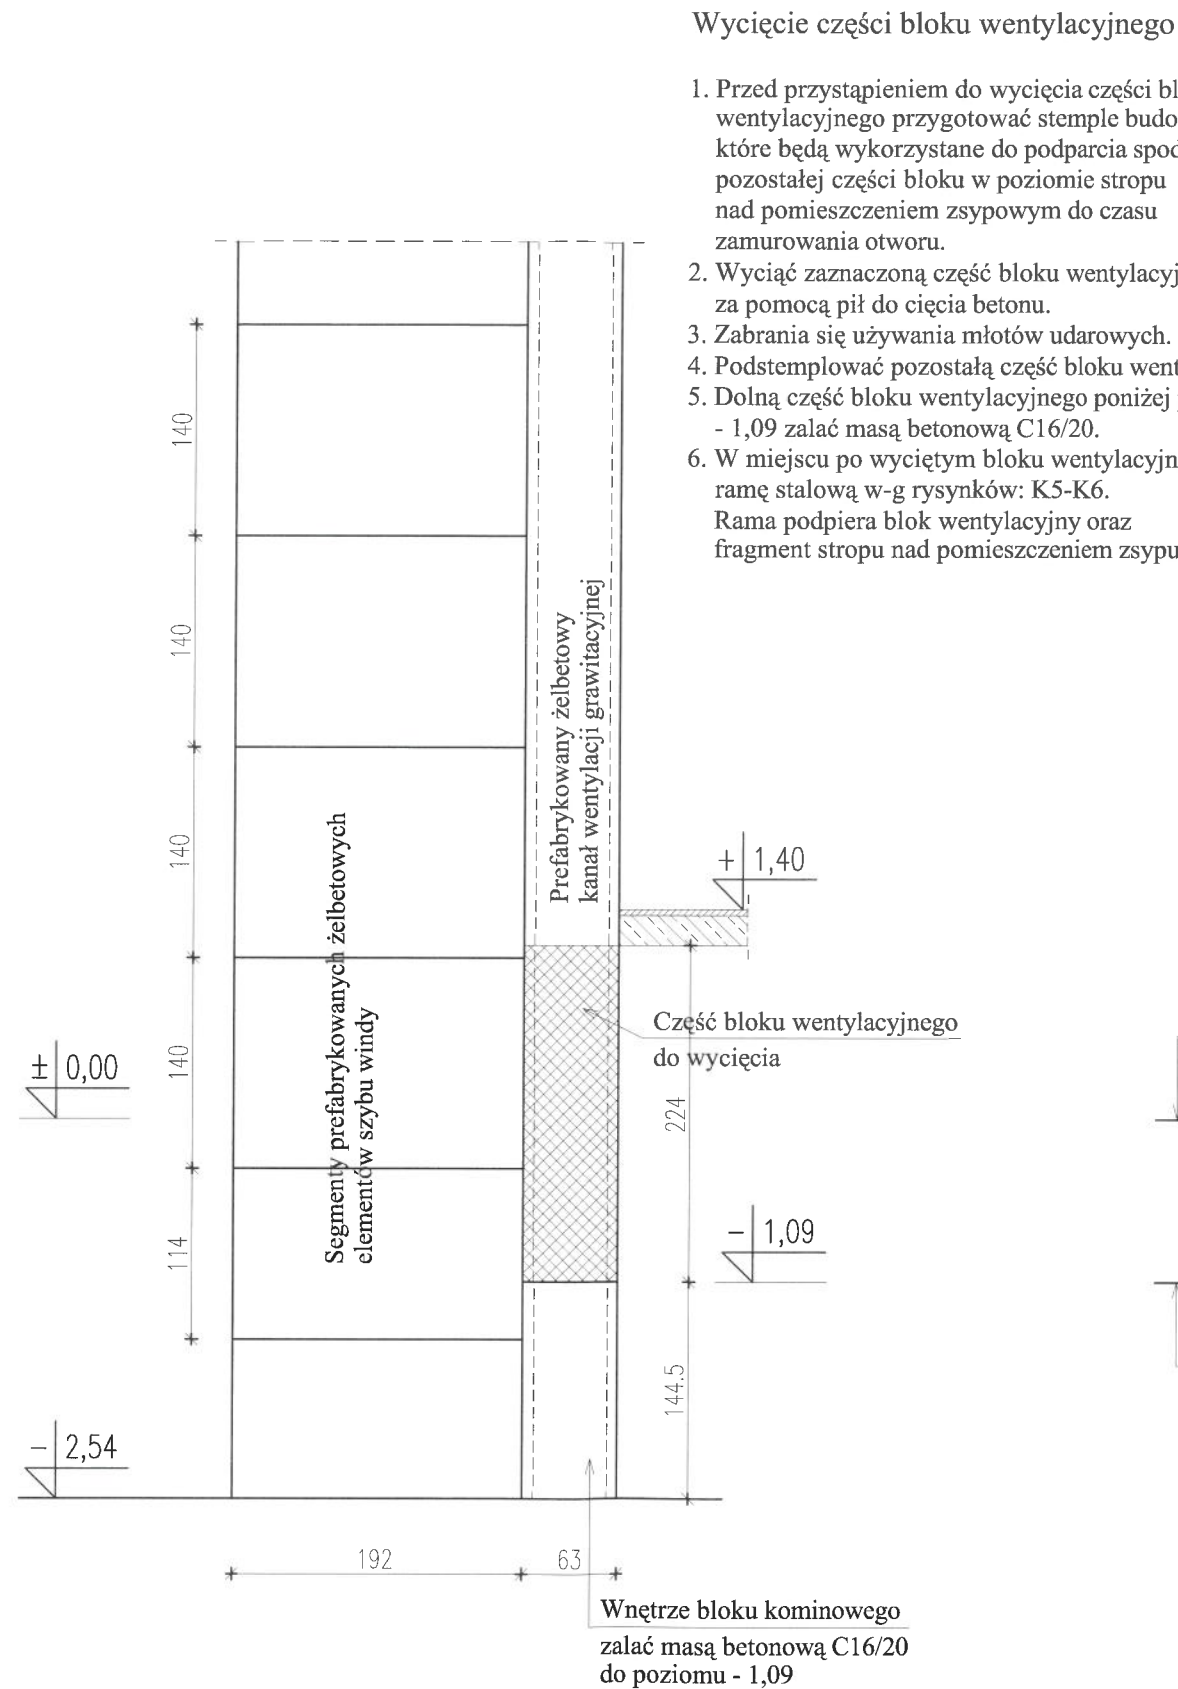 Wycięcie części bloku wentylacyjnego
1. Przed przystąpieniem do wycięcia części
wentylacyjnego przygotować stemple
które będą wykorzystane do podparcia
pozostałej części bloku w poziomie stropu
nad pomieszczeniem zsypowym do czasu
zamurowania otworu.
2. Wyciąć zaznaczoną część bloku
za pomocą pił do cięcia betonu.
3. Zabrania się używania młotów udarowych.
4. Podstemplować pozostałą część bloku
5. Dolną część bloku wentylacyjnego poniżej
- 1,09 zalać masą betonową C16/20.
6. W miejscu po wyciętym bloku
ramę stalową w-g rysynków: K5-K6.
Rama podpiera blok wentylacyjny oraz
fragment stropu nad pomieszczeniem zsypu
140
140
140
140
114
Prefabrykowany żelbetowy
kanał wentylacji grawitacyjnej
Segmenty prefabrykowanych żelbetowych
elementów szybu windy
+ 1,40
± 0,00
Część bloku wentylacyjnego
do wycięcia
224
- 1,09
144.5
- 2,54
192
63
Wnętrze bloku kominowego
zalać masą betonową C16/20
do poziomu - 1,09